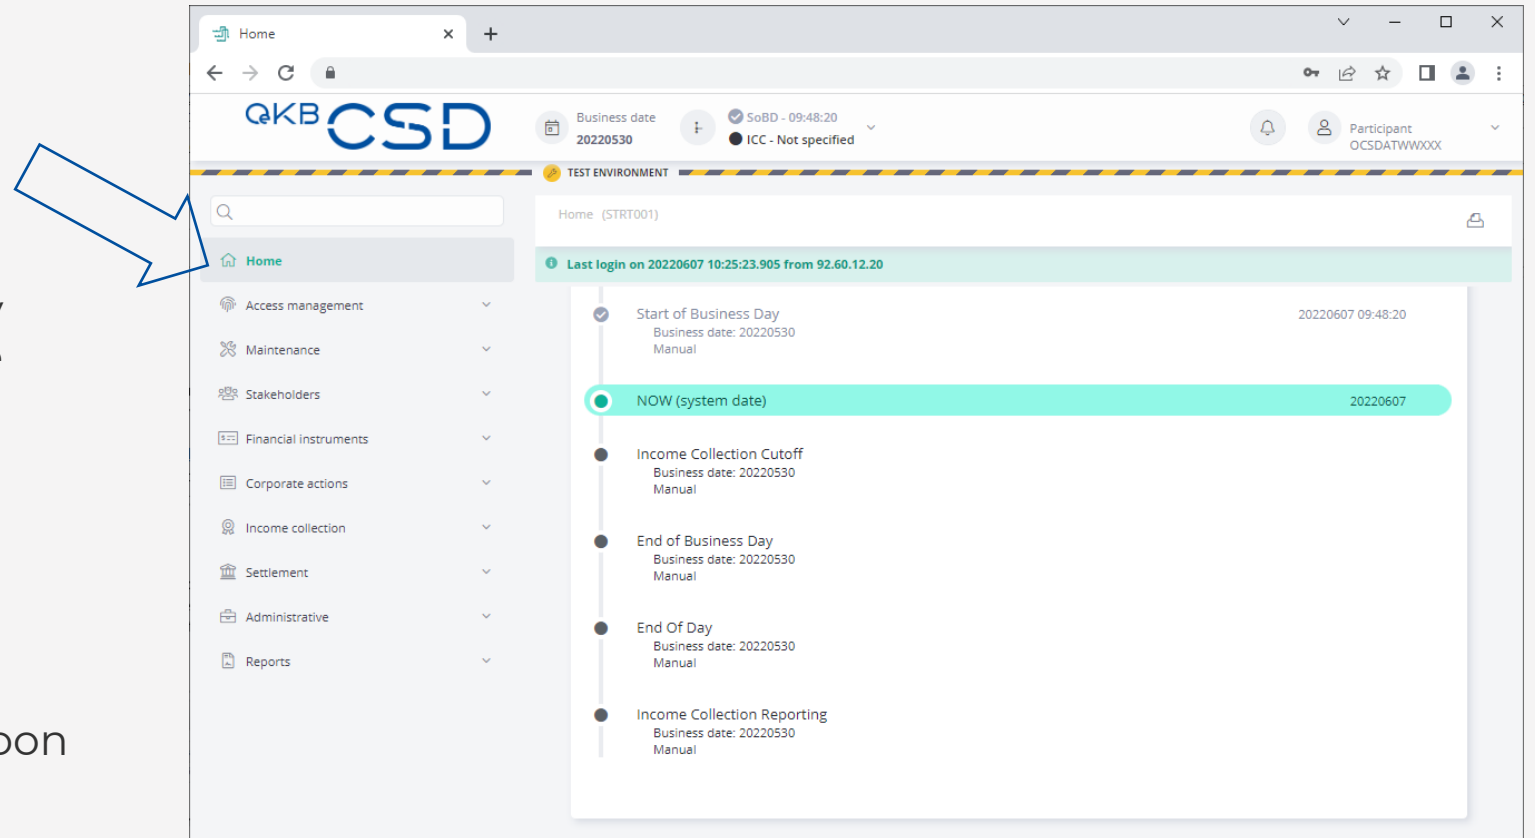 Home
OeKB CSD
Business date
20220530
SoBD - 09:48:20
ICC - Not specified
Participant
OCSDATWWXXX
TEST ENVIRONMENT
Home (STRT001)
Last login on 20220607 10:25:23.905 from 92.60.12.20
Home
Access management
Maintenance
Stakeholders
Financial instruments
Corporate actions
Income collection
Settlement
Administrative
Reports
Start of Business Day
20220607 09:48:20
Business date: 20220530
Manual
NOW (system date)
20220607
Income Collection Cutoff
Business date: 20220530
Manual
End of Business Day
Business date: 20220530
Manual
End Of Day
Business date: 20220530
Manual
Income Collection Reporting
Business date: 20220530
Manual